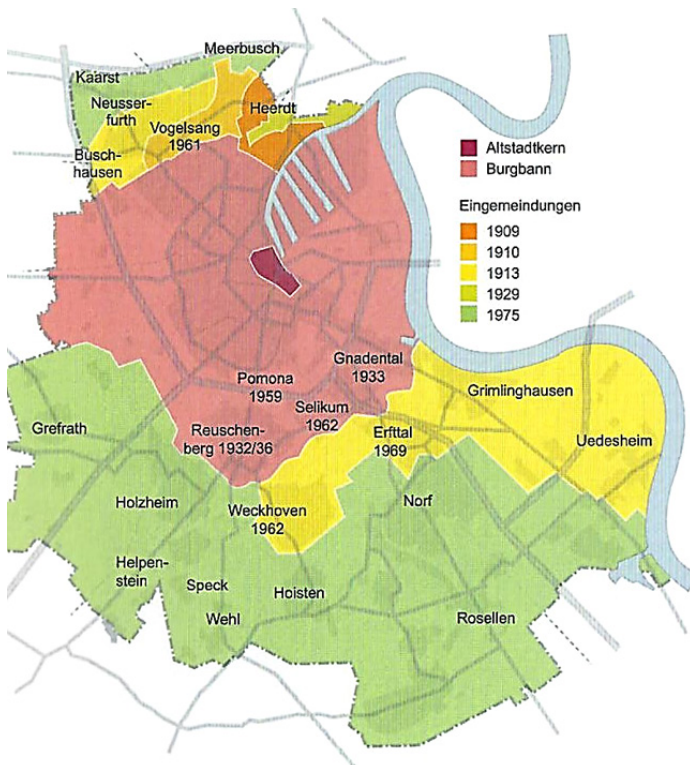 Meerbusch
Kaarst
Neusser-
furth
Heerdt
Vogelsang
1961
Busch-
hausen
Altstadtkern
Burgbann
Eingemeindungen
1909
1910
1913
1929
1975
Gnadental
1933
Pomona
1959
Selikum
1962
Grimlinghausen
Grefrath
Reuschen-
berg 1932/36
Erfttal
1969
Uedesheim
Holzheim
Weckhoven
1962
Norf
Helpen-
stein
Speck
Hoisten
Wehl
Rosellen